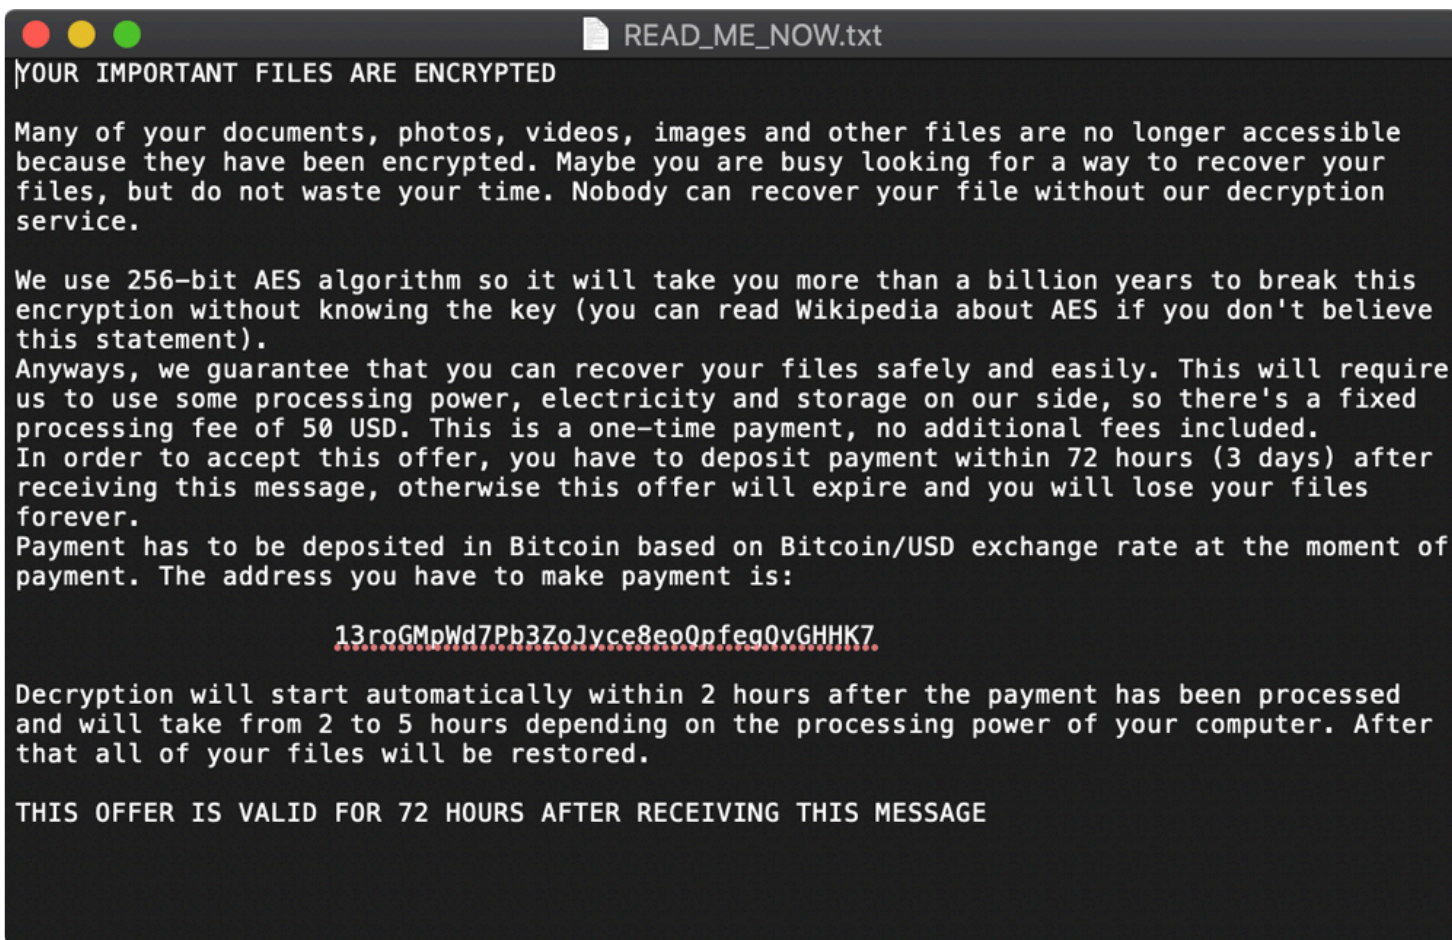 READ_ME_NOW.txt
YOUR IMPORTANT FILES ARE ENCRYPTED
Many of your documents, photos, videos, images and other files are no longer accessible
because they have been encrypted. Maybe you are busy looking for a way to recover your
files, but do not waste your time. Nobody can recover your file without our decryption
service.
We use 256-bit AES algorithm so it will take you more than a billion years to break this
encryption without knowing the key (you can read Wikipedia about AES if you don't believe
this statement).
Anyways, we guarantee that you can recover your files safely and easily. This will require
us to use some processing power, electricity and storage on our side, so there's a fixed
processing fee of 50 USD. This is a one-time payment, no additional fees included.
In order to accept this offer, you have to deposit payment within 72 hours (3 days) after
receiving this message, otherwise this offer will expire and you will lose your files
forever.
Payment has to be deposited in Bitcoin based on Bitcoin/USD exchange rate at the moment of
payment. The address you have to make payment is:
13roGMpWd7Pb3ZoJyce8eoQpfegQvGHHK7
Decryption will start automatically within 2 hours after the payment has been processed
and will take from 2 to 5 hours depending on the processing power of your computer. After
that all of your files will be restored.
THIS OFFER IS VALID FOR 72 HOURS AFTER RECEIVING THIS MESSAGE